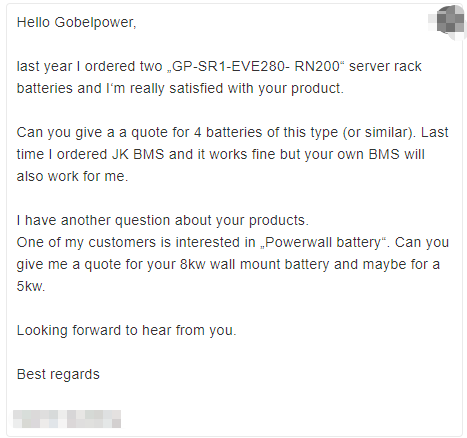 Hello Gobelpower,
last year I ordered two „GP-SR1-EVE280- RN200“ server rack
batteries and I‘m really satisfied with your product.
Can you give a a quote for 4 batteries of this type (or similar). Last
time I ordered JK BMS and it works fine but your own BMS will
also work for me.
I have another question about your products.
One of my customers is interested in „Powerwall battery“. Can you
give me a quote for your 8kw wall mount battery and maybe for a
5kw.
Looking forward to hear from you.
Best regards